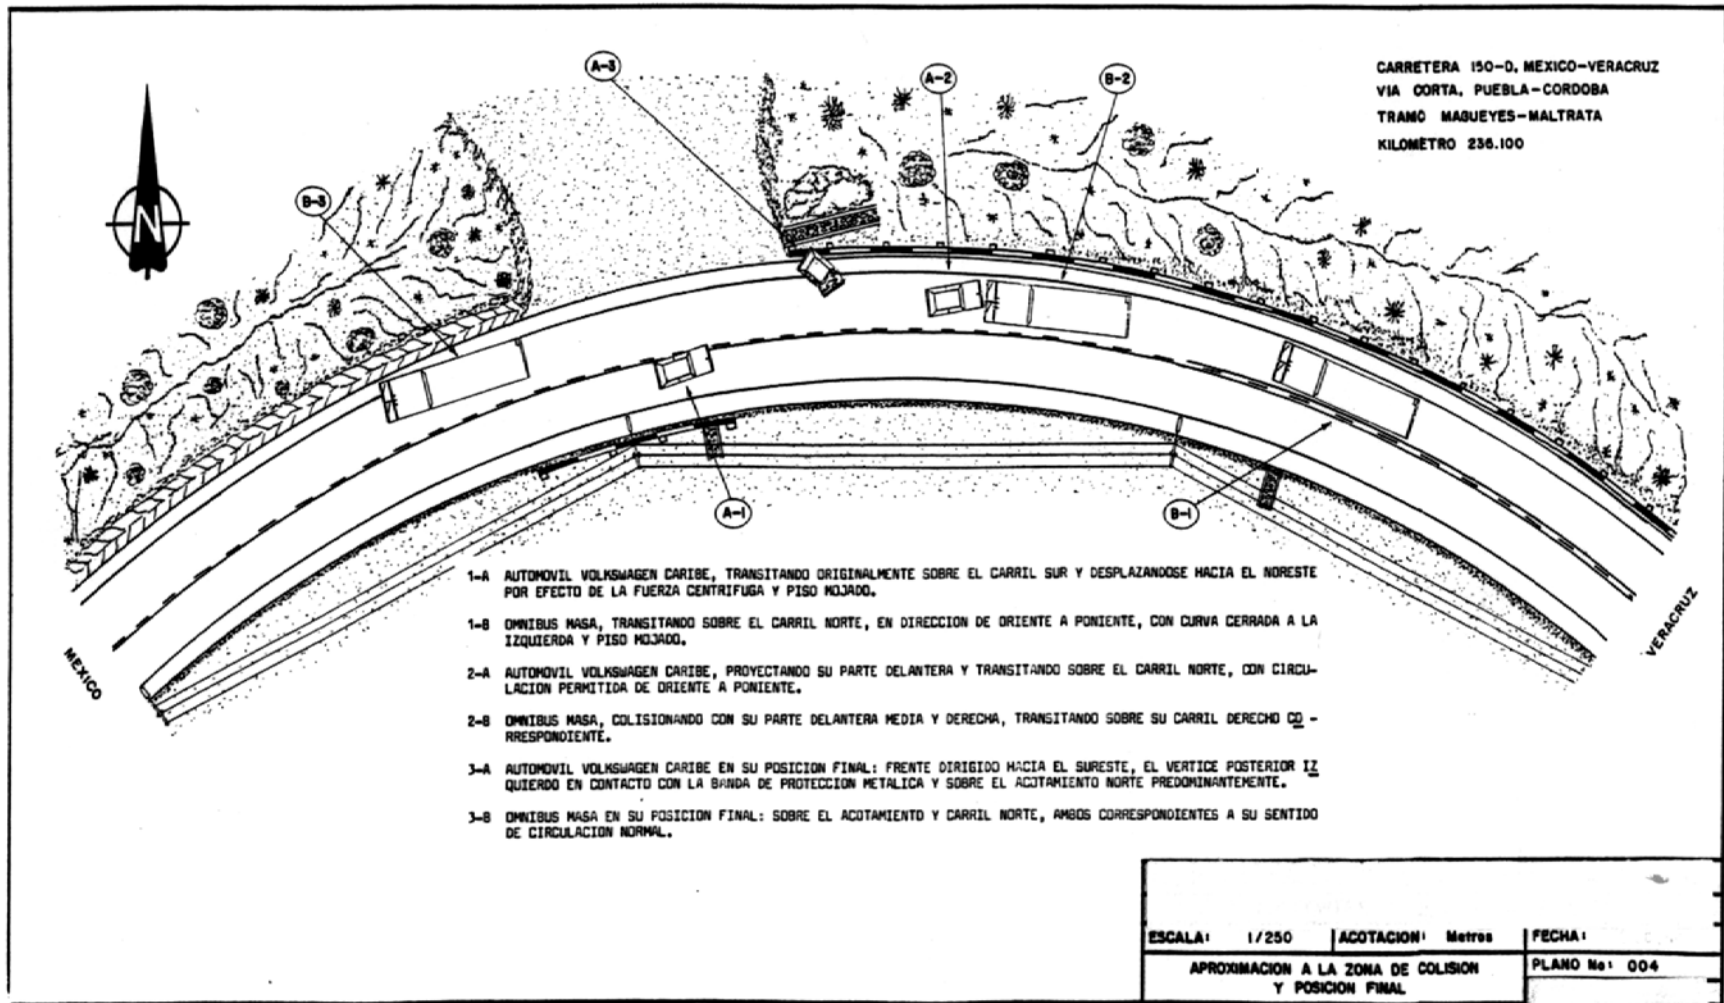 A-3
A-2
B-2
CARRETERA 150-D. MEXICO-VERACRUZ
VIA CORTA, PUEBLA-CORDOBA
TRAMO MAGUEYES-MALTRATA
KILOMETRO 236.100
N
B-3
A-1
B-1
MEXICO
VERACRUZ
1-A AUTOMOVIL VOLKSWAGEN CARIBE, TRANSITANDO ORIGINALMENTE SOBRE EL CARRIL SUR Y DESPLAZANDOSE HACIA EL NORESTE
POR EFECTO DE LA FUERZA CENTRIFUGA Y PISO MOJADO.
1-B OMNIBUS MASA, TRANSITANDO SOBRE EL CARRIL NORTE, EN DIRECCION DE ORIENTE A PONIENTE, CON CURVA CERRADA A LA
IZQUIERDA Y PISO MOJADO.
2-A AUTOMOVIL VOLKSWAGEN CARIBE, PROYECTANDO SU PARTE DELANTERA Y TRANSITANDO SOBRE EL CARRIL NORTE, CON CIRCU-
LACION PERMITIDA DE ORIENTE A PONIENTE.
2-B OMNIBUS MASA, COLISIONANDO CON SU PARTE DELANTERA MEDIA Y DERECHA, TRANSITANDO SOBRE SU CARRIL DERECHO CO-
RRESPONDIENTE.
3-A AUTOMOVIL VOLKSWAGEN CARIBE EN SU POSICION FINAL: FRENTE DIRIGIDO HACIA EL SURESTE, EL VERTICE POSTERIOR IZ
QUIERDO EN CONTACTO CON LA BANDA DE PROTECCION METALICA Y SOBRE EL ACOTAMIENTO NORTE PREDOMINANTEMENTE.
3-B OMNIBUS MASA EN SU POSICION FINAL: SOBRE EL ACOTAMIENTO Y CARRIL NORTE, AMBOS CORRESPONDIENTES A SU SENTIDO
DE CIRCULACION NORMAL.
ESCALA: 1/250 ACOTACION: Metros FECHA:
APROXIMACION A LA ZONA DE COLISION
Y POSICION FINAL
PLANO No: 004